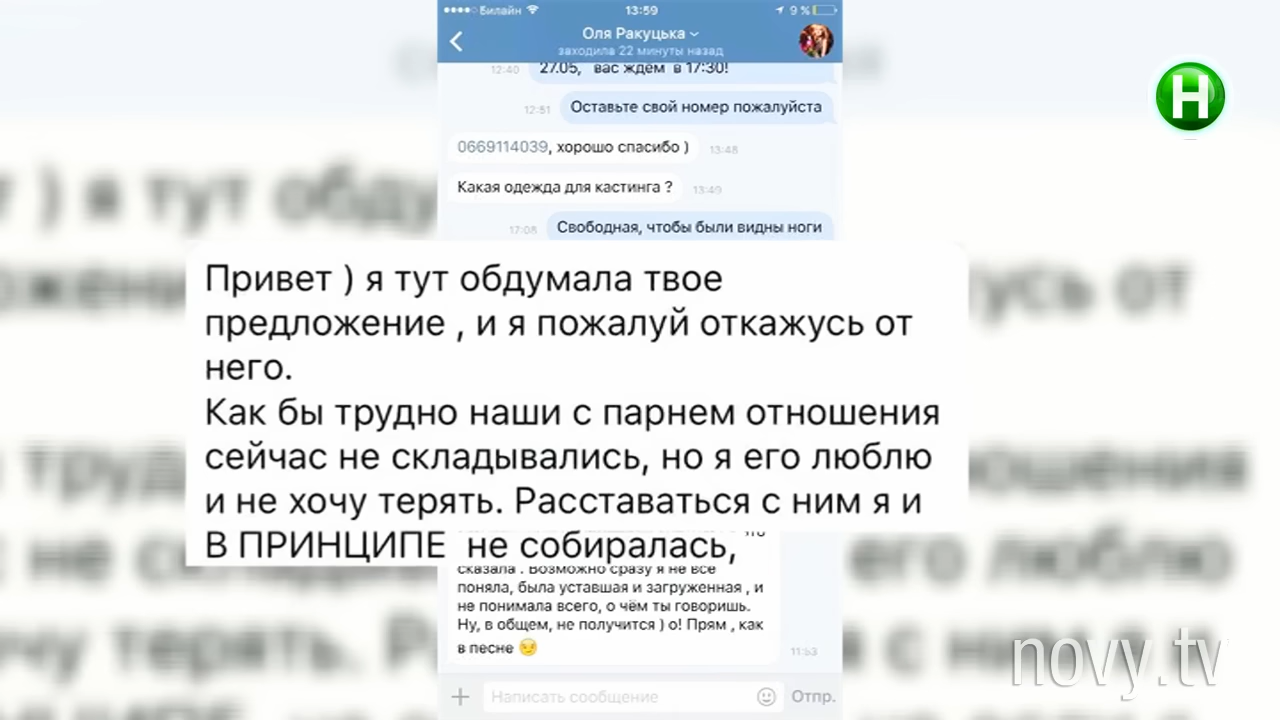 Билайн
13:59
9 %
Оля Ракуцька
заходила 22 минуты назад
12:40
27.05, вас ждем в 17:30!
Оставьте свой номер пожалуйста
12:51
0669114039, хорошо спасибо )
13:48
Какая одежда для кастинга ?
13:49
Свободная, чтобы были видны ноги
17:08
Привет ) я тут обдумала твое
предложение , и я пожалуй откажусь от
него.
Как бы трудно наши с парнем отношения
сейчас не складывались, но я его люблю
и не хочу терять. Расставаться с ним я и
В ПРИНЦИПЕ не собиралась,
сказала . Возможно сразу я не все
поняла, была уставшая и загруженная , и
не понимала всего, о чём ты говоришь.
Ну, в общем, не получится ) о! Прям , как
в песне
11:53
Написать сообщение
Отпр.
Н
novy.tv